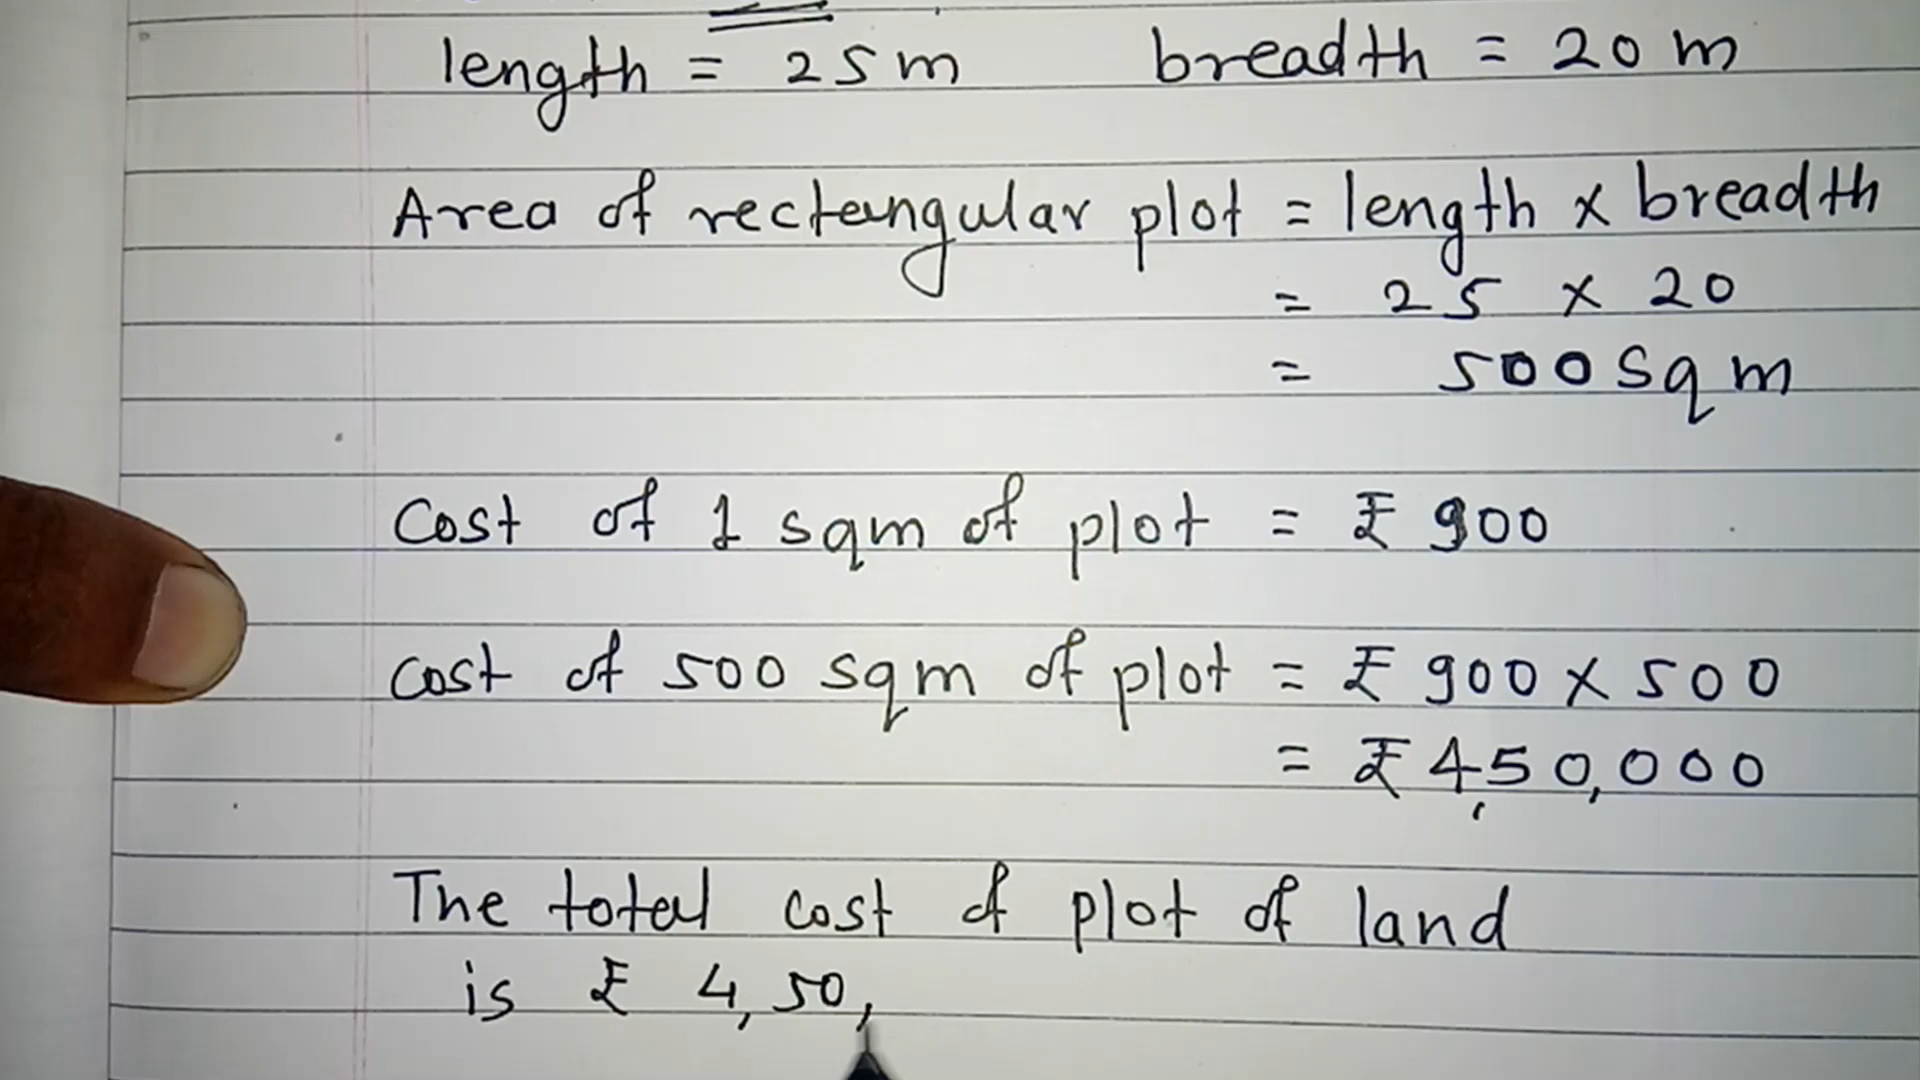 length = 25 m breadth = 20 m
Area of rectangular plot = length x breadth
= 25 x 20
= 500 Sq m
Cost of 1 sqm of plot = ₹ 900
cost of 500 sqm of plot = ₹ 900 x 500
= ₹ 4,50,000
The total cost of plot of land
is ₹ 4,50,